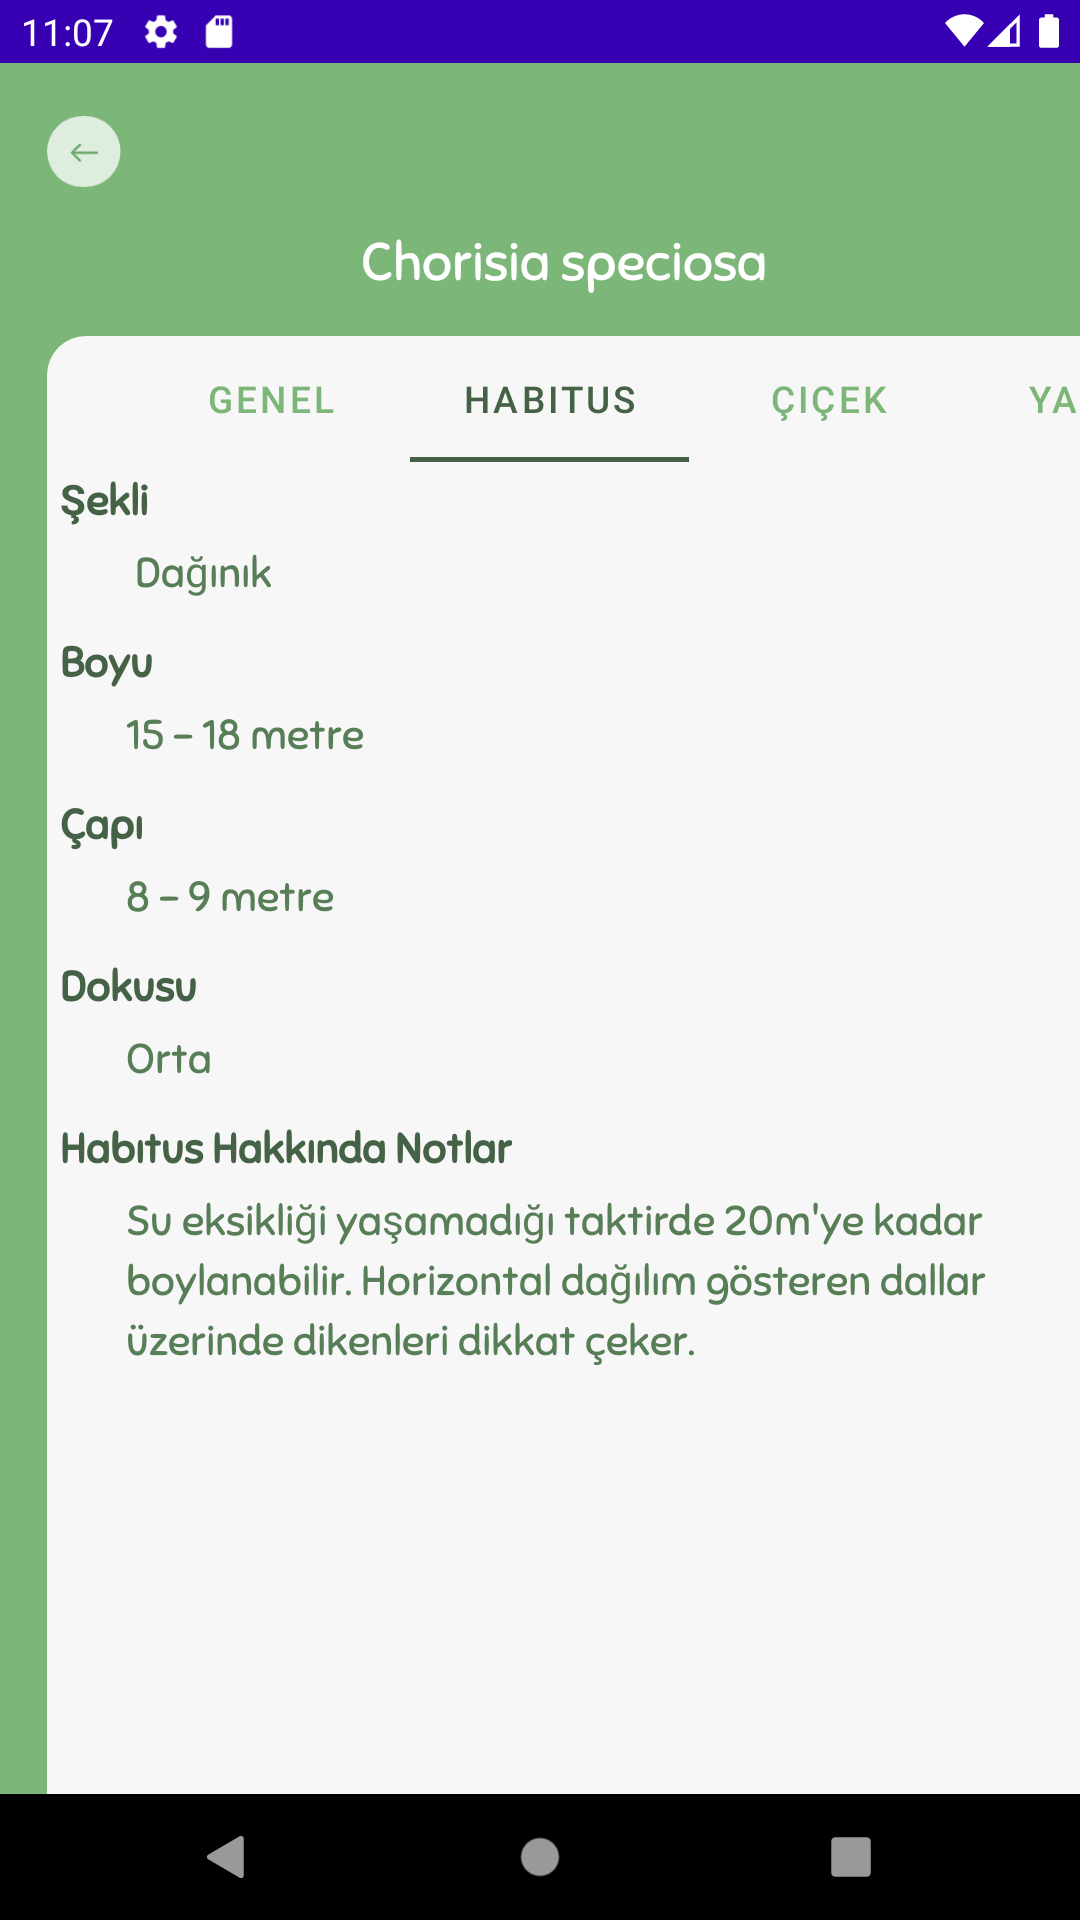 11:07
Chorisia speciosa
GENEL HABITUS ÇIÇEK YA
Şekli
Dağınık
Boyu
15 - 18 metre
Çapı
8 - 9 metre
Dokusu
Orta
Habıtus Hakkında Notlar
Su eksikliği yaşamadığı taktirde 20m'ye kadar
boylanabilir. Horizontal dağılım gösteren dallar
üzerinde dikenleri dikkat çeker.